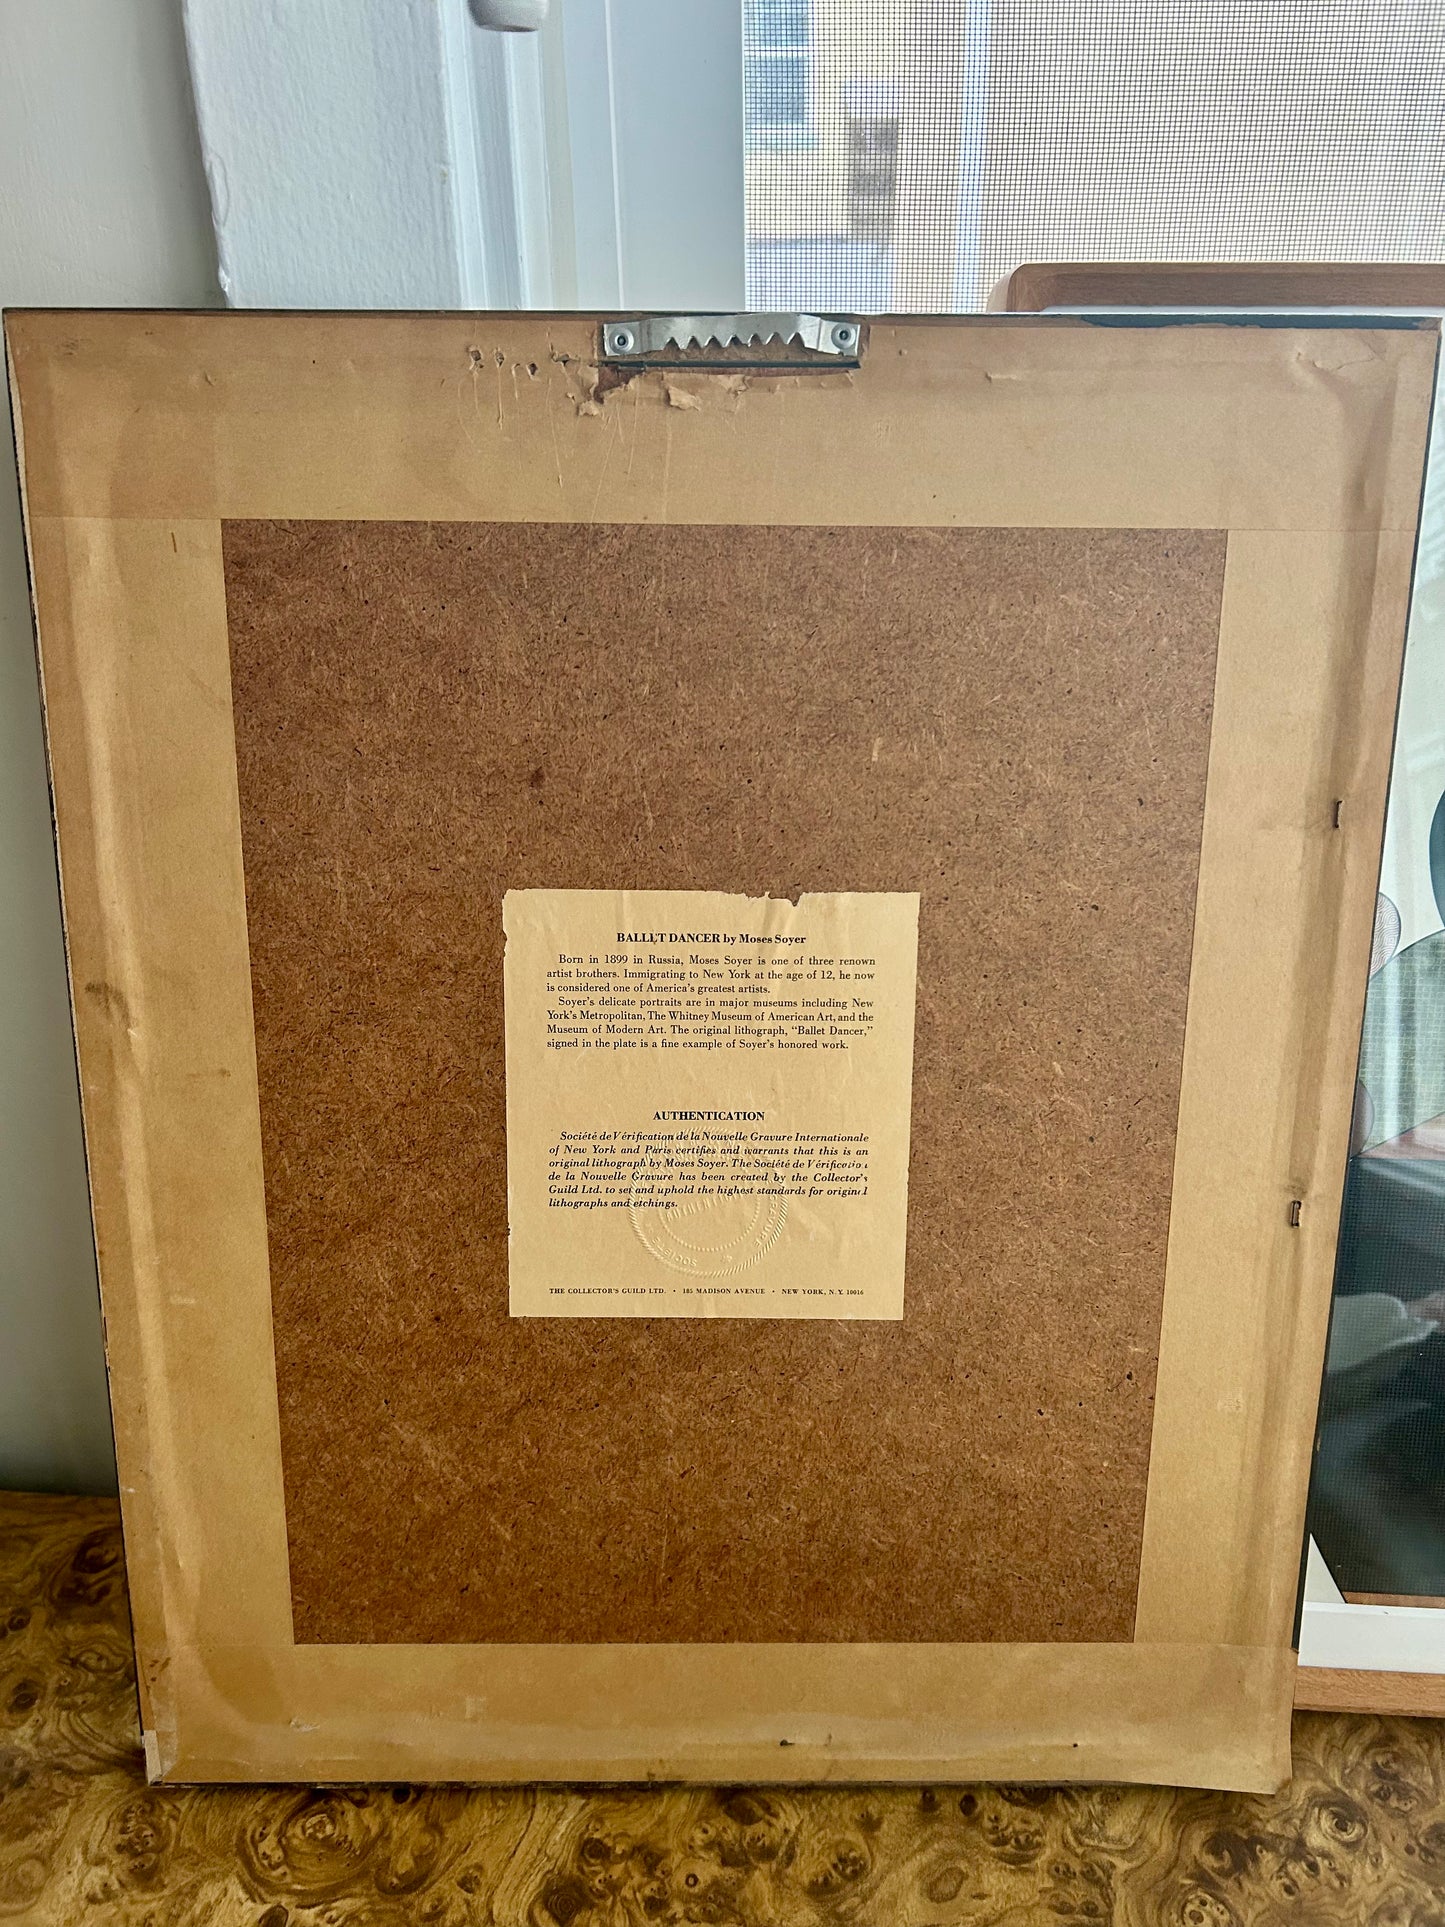 BALLET DANCER by Moses Soyer
Born in 1899 in Russia, Moses Soyer is one of three renown
artist brothers. Immigrating to New York at the age of 12, he now
is considered one of America's greatest artists.
Soyer's delicate portraits are in major museums including New
York's Metropolitan, The Whitney Museum of American Art, and the
Museum of Modern Art. The original lithograph, "Ballet Dancer,"
signed in the plate is a fine example of Soyer's honored work.
AUTHENTICATION
Société de Vérification de la Nouvelle Gravure Internationale
of New York and Paris certifies and warrants that this is an
original lithograph by Moses Soyer. The Société de Vérification
de la Nouvelle Gravure has been created by the Collector's
Guild Ltd. to set and uphold the highest standards for original
lithographs and etchings.
SOCIÉTÉ
THE COLLECTOR'S GUILD LTD. • 185 MADISON AVENUE • NEW YORK, N.Y. 10016